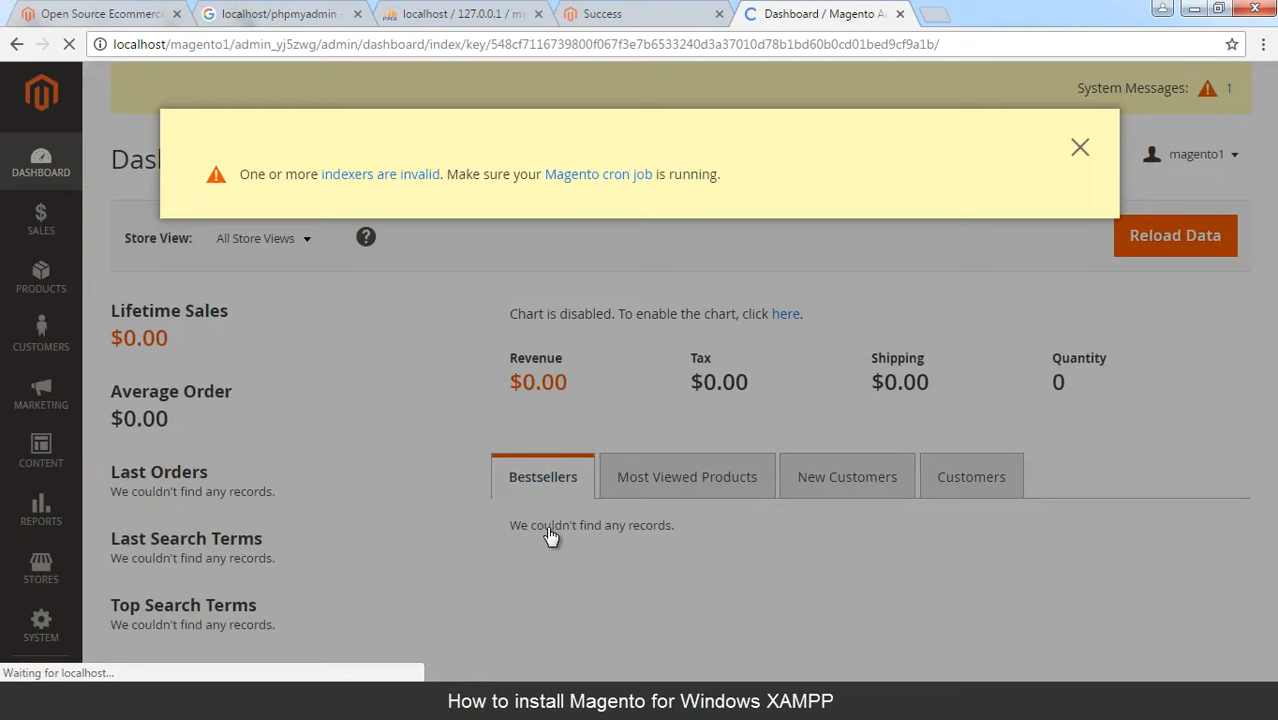 Open Source Ecommerc
localhost/phpmyadmin -
localhost / 127.0.0.1 / m
Success
Dashboard / Magento A
localhost/magento1/admin_yj5zwg/admin/dashboard/index/key/548cf7116739800f067f3e7b6533240d3a37010d78b1bd60b0cd01bed9cf9a1b/
System Messages: 1
One or more indexers are invalid. Make sure your Magento cron job is running.
Das
magento1
DASHBOARD
SALES
PRODUCTS
CUSTOMERS
MARKETING
CONTENT
REPORTS
STORES
SYSTEM
Store View: All Store Views ?
Reload Data
Lifetime Sales
$0.00
Average Order
$0.00
Last Orders
We couldn't find any records.
Last Search Terms
We couldn't find any records.
Top Search Terms
We couldn't find any records.
Chart is disabled. To enable the chart, click here.
Revenue Tax Shipping Quantity
$0.00 $0.00 $0.00 0
Bestsellers Most Viewed Products New Customers Customers
We couldn't find any records.
Waiting for localhost...
How to install Magento for Windows XAMPP